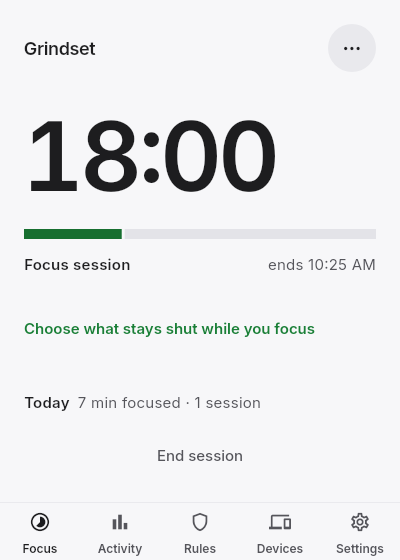 Grindset
18:00
Focus session ends 10:25 AM
Choose what stays shut while you focus
Today 7 min focused · 1 session
End session
Focus Activity Rules Devices Settings